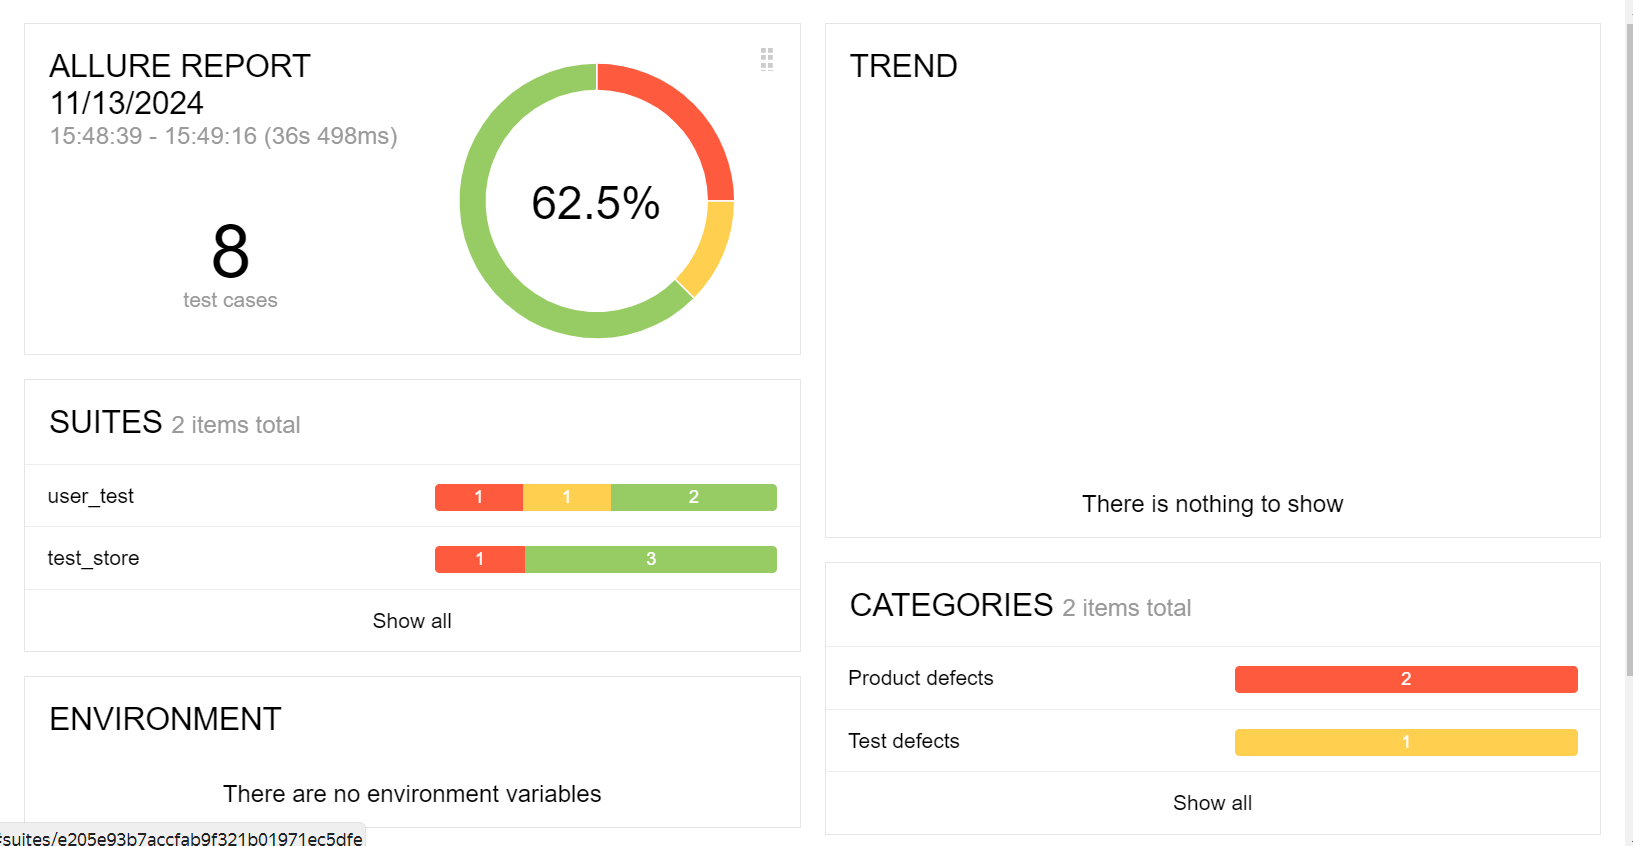 ALLURE REPORT
11/13/2024
15:48:39 - 15:49:16 (36s 498ms)
8
test cases
62.5%
SUITES 2 items total
user_test 1 1 2
test_store 1 3
Show all
ENVIRONMENT
There are no environment variables
TREND
There is nothing to show
CATEGORIES 2 items total
Product defects 2
Test defects 1
Show all
#suites/e205e93b7accfab9f321b01971ec5dfe